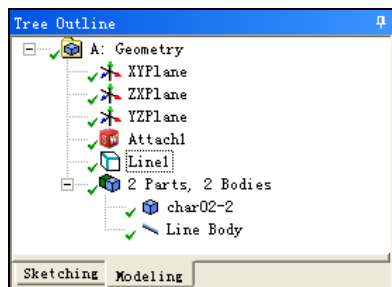 Tree Outline
A: Geometry
XYPlane
ZXPlane
YZPlane
Attach1
Line1
2 Parts, 2 Bodies
char02-2
Line Body
Sketching Modeling